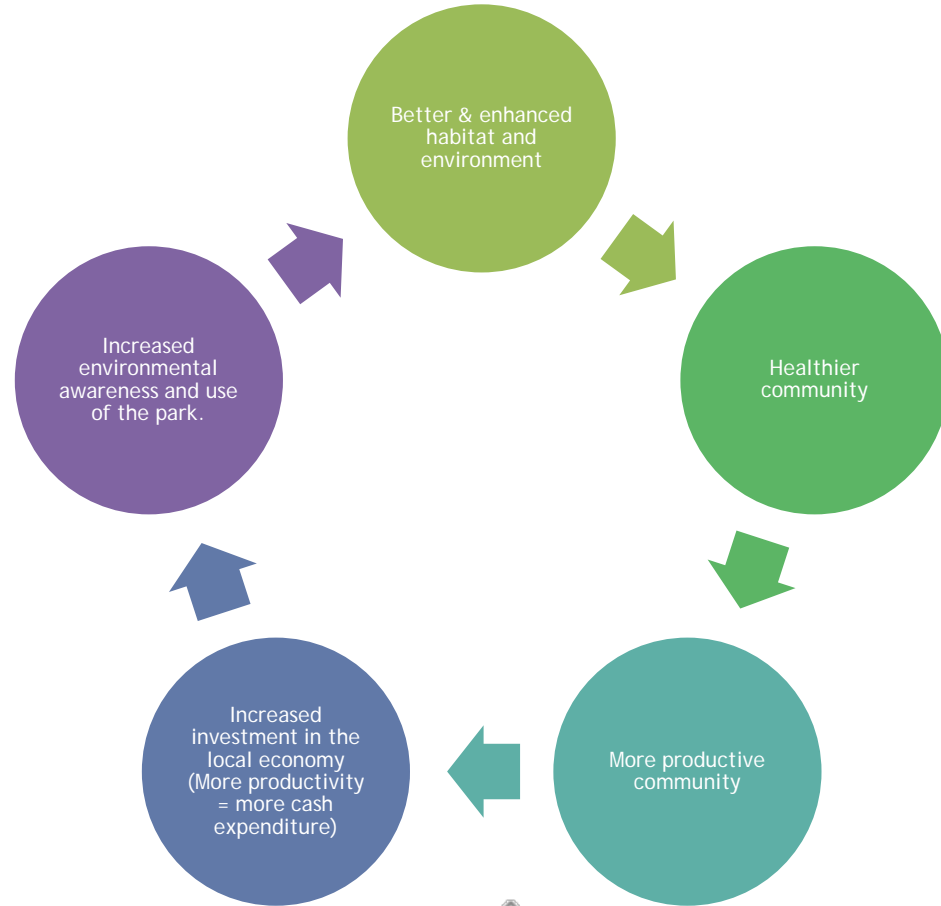 Better & enhanced
habitat and
environment
Healthier
community
More productive
community
Increased
investment in the
local economy
(More productivity
= more cash
expenditure)
Increased
environmental
awareness and use
of the park.